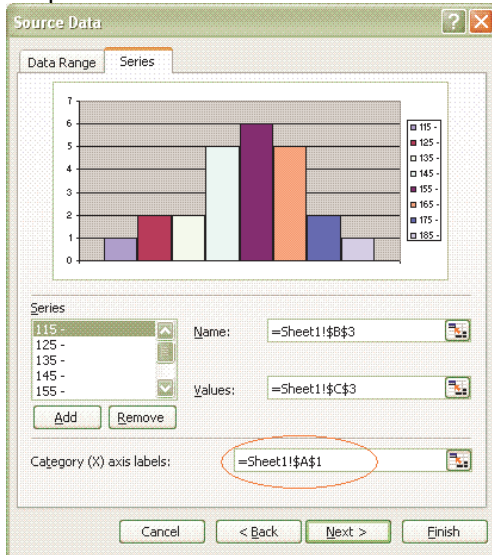 Source Data
Data Range
Series
7
6
5
4
3
2
1
0
115 -
125 -
135 -
145 -
155 -
165 -
175 -
185 -
Series
115 -
125 -
135 -
145 -
155 -
Name: =Sheet1!$B$3
Values: =Sheet1!$C$3
Add Remove
Category (X) axis labels: =Sheet1!$A$1
Cancel < Back Next > Finish